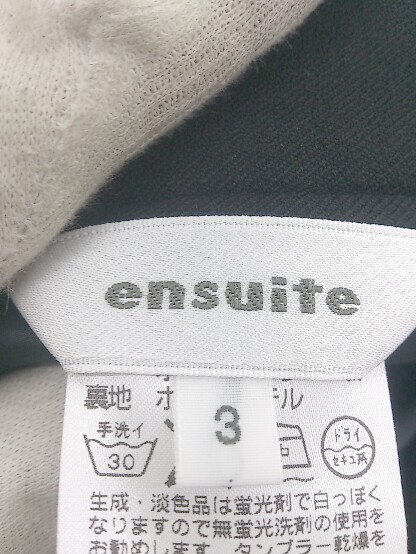 ensuite
3
裏地
手洗イ
30
ドライ
セキユ系
生成・淡色品は蛍光剤で白っぽく
なりますので無蛍光洗剤の使用を
お勧めします。タンブラー乾燥を